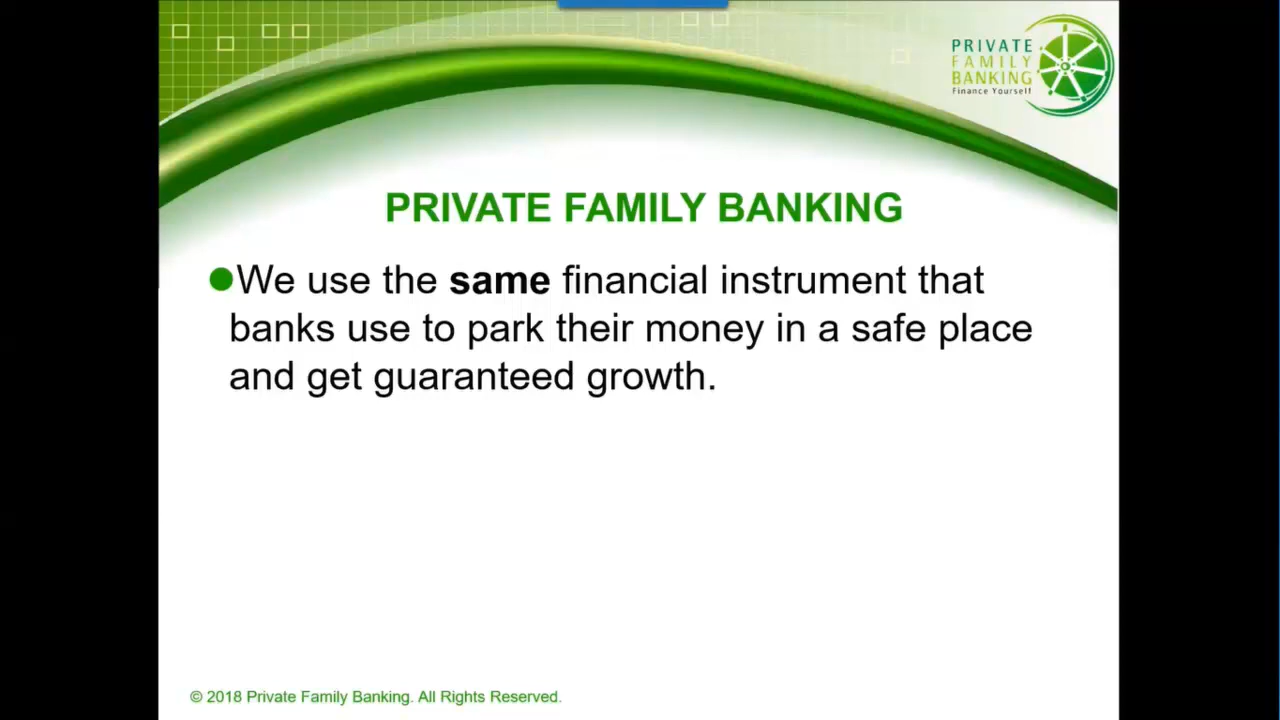 PRIVATE
FAMILY
BANKING
Finance Yourself
PRIVATE FAMILY BANKING
We use the same financial instrument that
banks use to park their money in a safe place
and get guaranteed growth.
© 2018 Private Family Banking. All Rights Reserved.